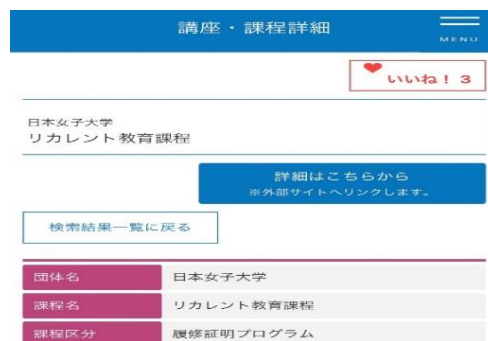 講座・課程詳細
MENU
いいね！ 3
日本女子大学
リカレント教育課程
詳細はこちらから
※外部サイトへリンクします。
検索結果一覧に戻る
団体名 日本女子大学
課程名 リカレント教育課程
課程区分 履修証明プログラム